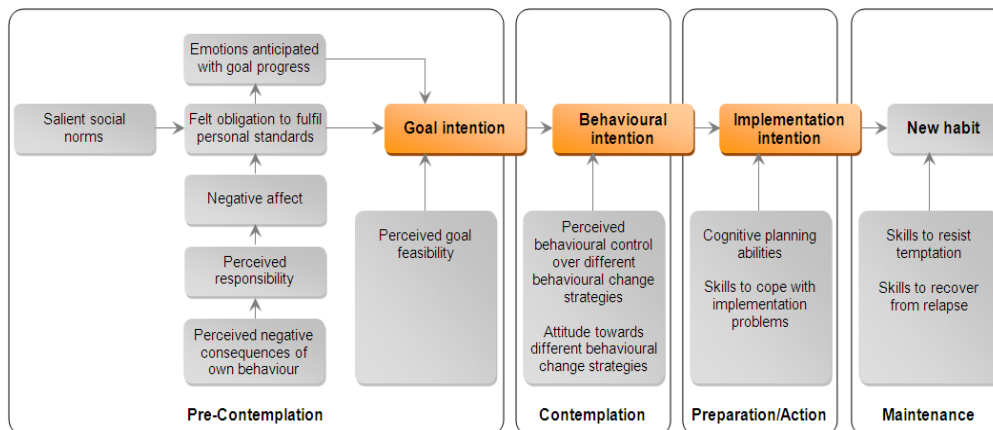 Emotions anticipated
with goal progress
Salient social
norms
Felt obligation to fulfil
personal standards
Goal intention
Behavioural
intention
Implementation
intention
New habit
Negative affect
Perceived
responsibility
Perceived negative
consequences of
own behaviour
Perceived goal
feasibility
Perceived
behavioural control
over different
behavioural change
strategies
Attitude towards
different behavioural
change strategies
Cognitive planning
abilities
Skills to cope with
implementation
problems
Skills to resist
temptation
Skills to recover
from relapse
Pre-Contemplation
Contemplation
Preparation/Action
Maintenance